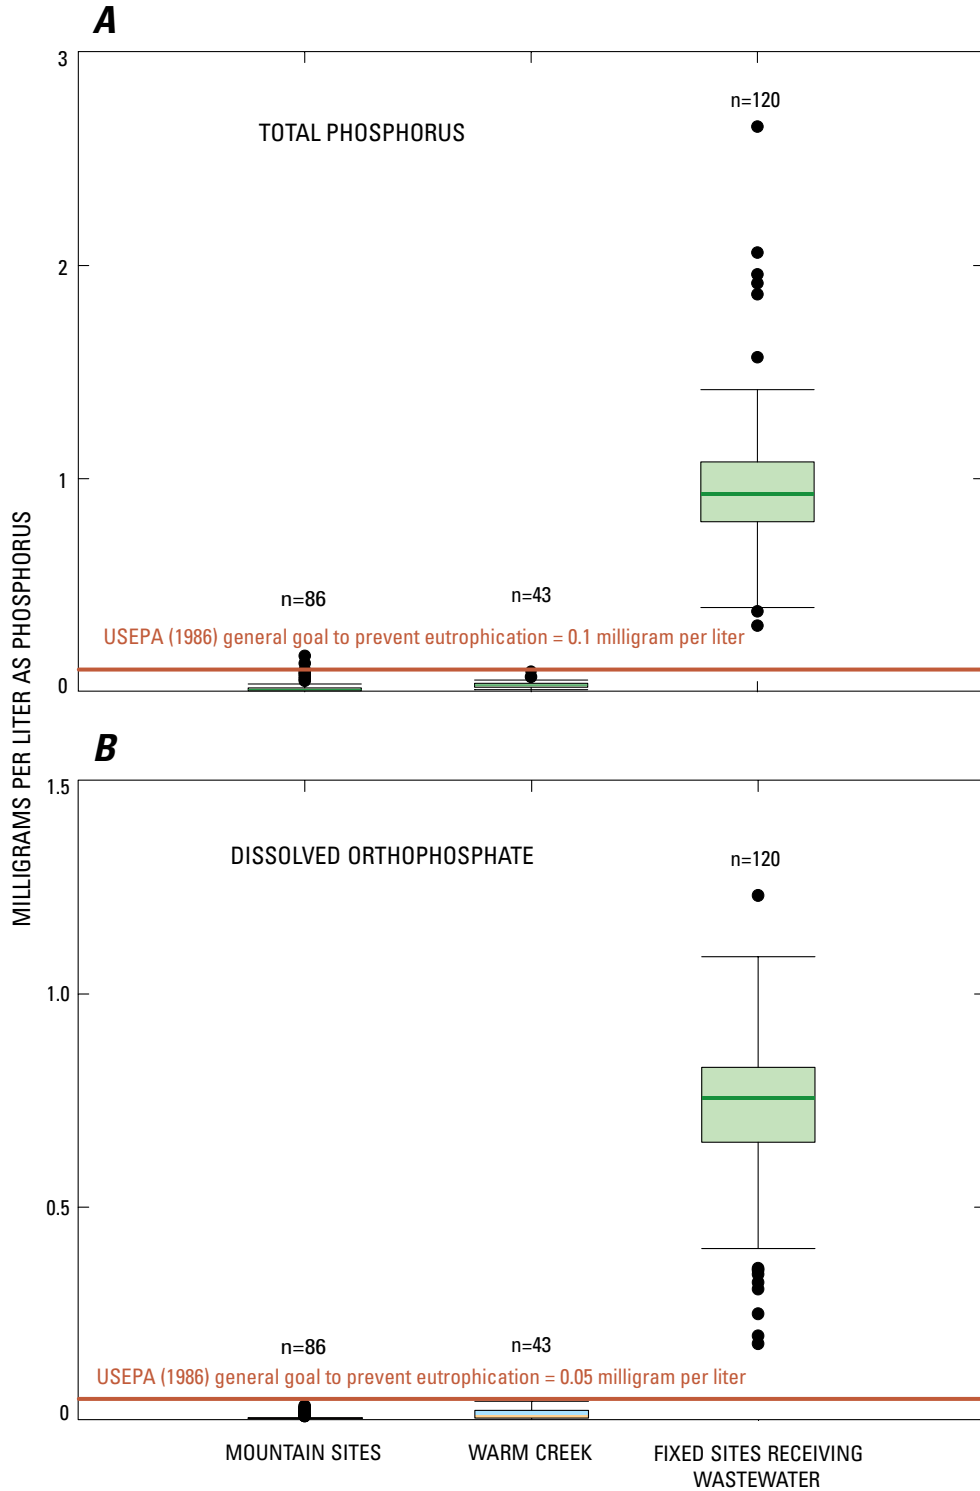 A
3
n=120
TOTAL PHOSPHORUS
2
1
n=86
n=43
USEPA (1986) general goal to prevent eutrophication = 0.1 milligram per liter
0
MILLIGRAMS PER LITER AS PHOSPHORUS
B
1.5
DISSOLVED ORTHOPHOSPHATE
n=120
1.0
0.5
n=86
n=43
USEPA (1986) general goal to prevent eutrophication = 0.05 milligram per liter
0
MOUNTAIN SITES
WARM CREEK
FIXED SITES RECEIVING
WASTEWATER